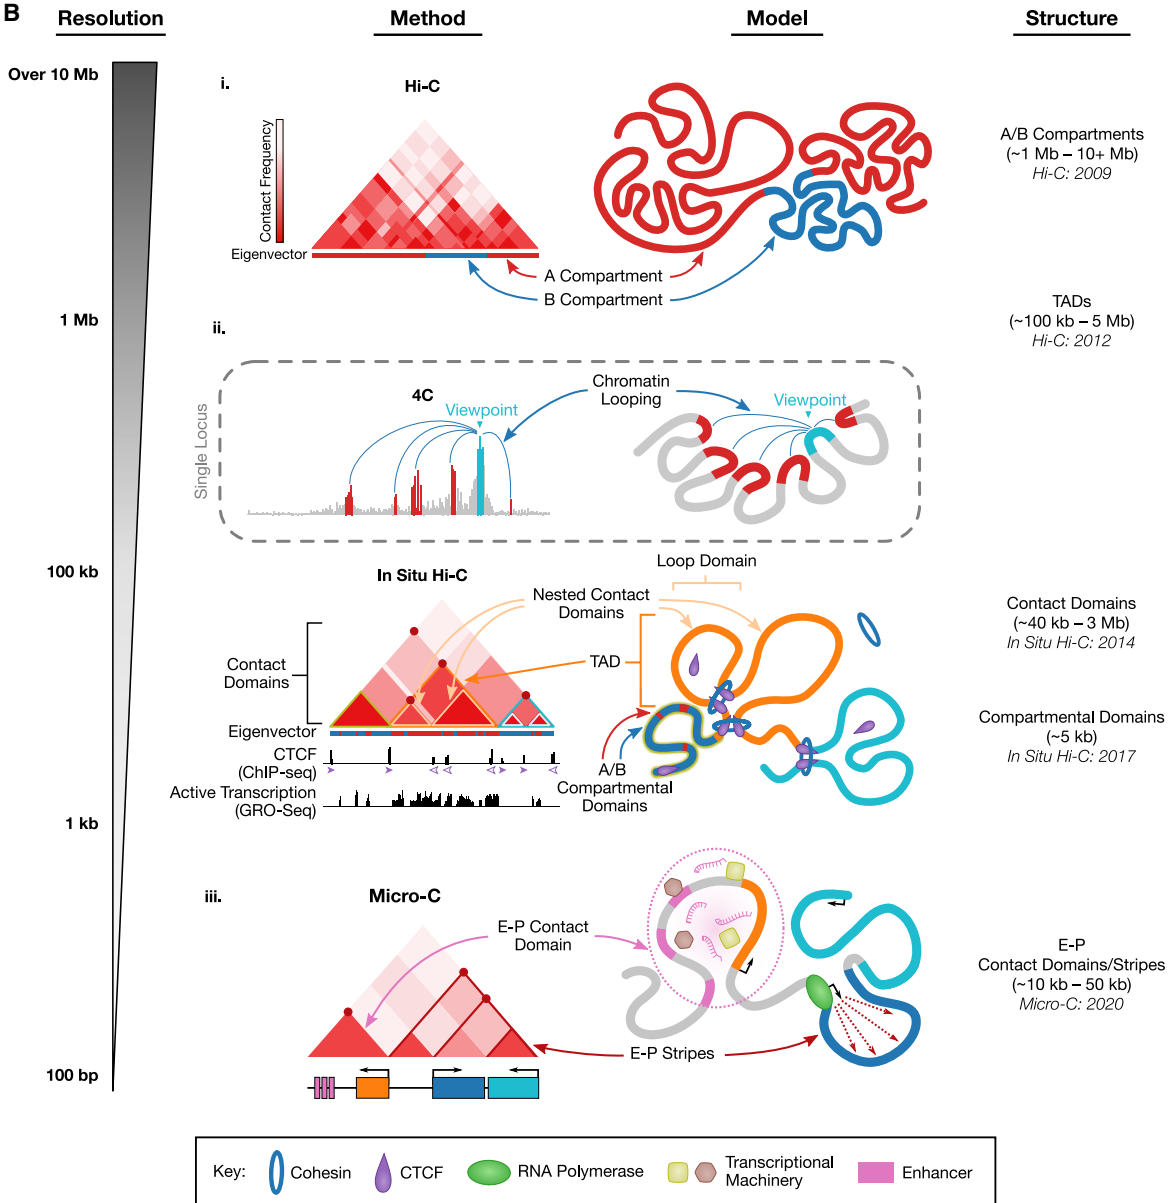 B
Resolution
Method
Model
Structure
Over 10 Mb
i.
Hi-C
Contact Frequency
Eigenvector
A Compartment
B Compartment
A/B Compartments
(~1 Mb – 10+ Mb)
Hi-C: 2009
1 Mb
ii.
TADs
(~100 kb – 5 Mb)
Hi-C: 2012
Single Locus
4C
Viewpoint
Chromatin
Looping
Viewpoint
100 kb
In Situ Hi-C
Loop Domain
Nested Contact
Domains
Contact
Domains
TAD
Eigenvector
CTCF
(ChIP-seq)
Active Transcription
(GRO-Seq)
A/B
Compartmental
Domains
Contact Domains
(~40 kb – 3 Mb)
In Situ Hi-C: 2014
Compartmental Domains
(~5 kb)
In Situ Hi-C: 2017
1 kb
iii.
Micro-C
E-P Contact
Domain
E-P Stripes
E-P
Contact Domains/Stripes
(~10 kb – 50 kb)
Micro-C: 2020
100 bp
Key:
Cohesin
CTCF
RNA Polymerase
Transcriptional
Machinery
Enhancer